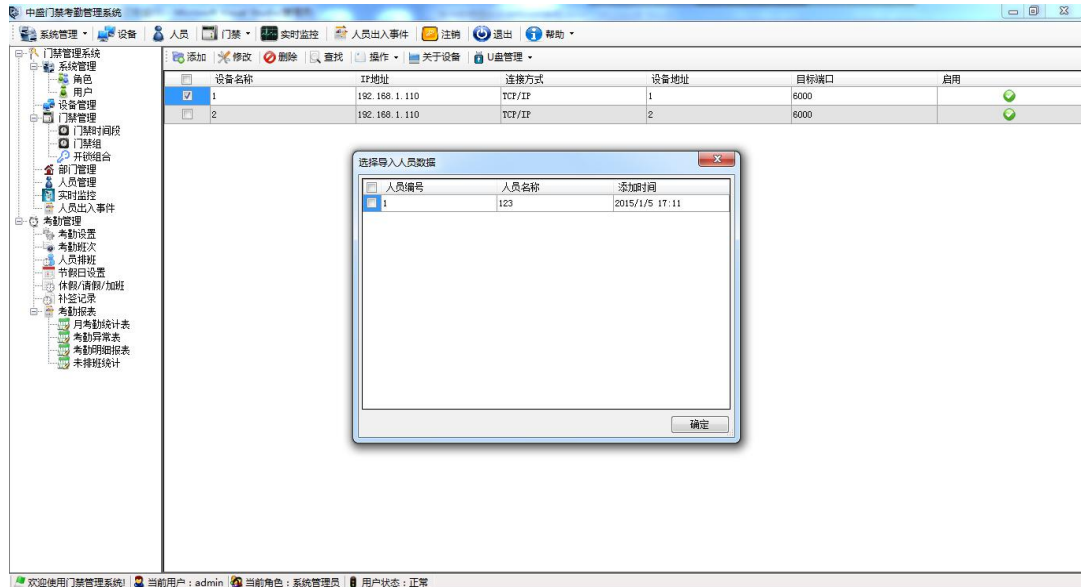 中盛门禁考勤管理系统
系统管理 设备 人员 门禁 实时监控 人员出入事件 注销 退出 帮助
门禁管理系统
系统管理
角色
用户
设备管理
门禁管理
门禁时间段
门禁组
开锁组合
部门管理
人员管理
实时监控
人员出入事件
考勤管理
考勤设置
考勤班次
人员排班
节假日设置
休假/请假/加班
补签记录
考勤报表
月考勤统计表
考勤异常表
考勤明细报表
未排班统计
添加 修改 删除 查找 操作 关于设备 U盘管理
设备名称 IP地址 连接方式 设备地址 目标端口 启用
1 192.168.1.110 TCP/IP 1 6000
2 192.168.1.110 TCP/IP 2 6000
选择导入人员数据
人员编号 人员名称 添加时间
1 123 2015/1/5 17:11
确定
欢迎使用门禁管理系统! 当前用户：admin 当前角色：系统管理员 用户状态：正常